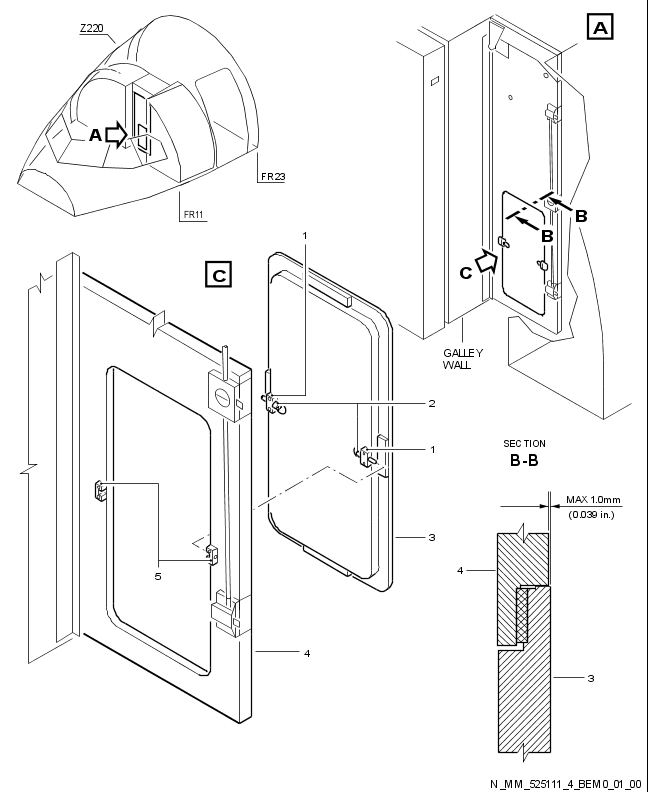 Z220
A
A
FR23
FR11
B
B
C
GALLEY
WALL
C
1
2
1
3
5
4
SECTION
B-B
MAX 1.0mm
(0.039 in.)
4
3
N_MM_525111_4_BEM0_01_00